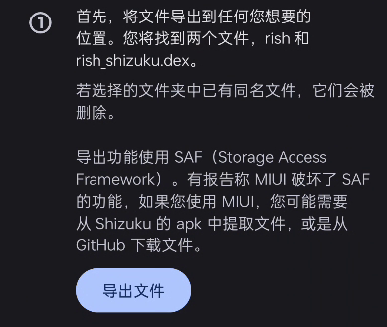 ①
首先，将文件导出到任何您想要的
位置。您将找到两个文件，rish 和
rish_shizuku.dex。
若选择的文件夹中已有同名文件，它们会被
删除。
导出功能使用 SAF（Storage Access
Framework）。有报告称 MIUI 破坏了 SAF
的功能，如果您使用 MIUI，您可能需要
从 Shizuku 的 apk 中提取文件，或是从
GitHub 下载文件。
导出文件